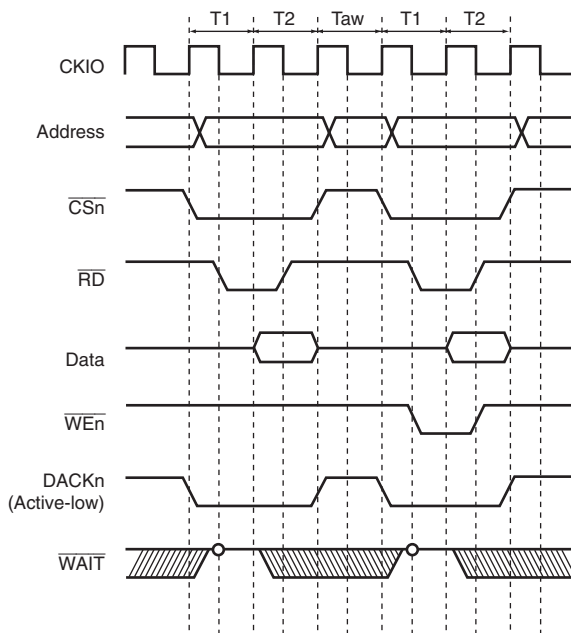 T1 T2 Taw T1 T2
CKIO
Address
CSn
RD
Data
WEn
DACKn
(Active-low)
WAIT